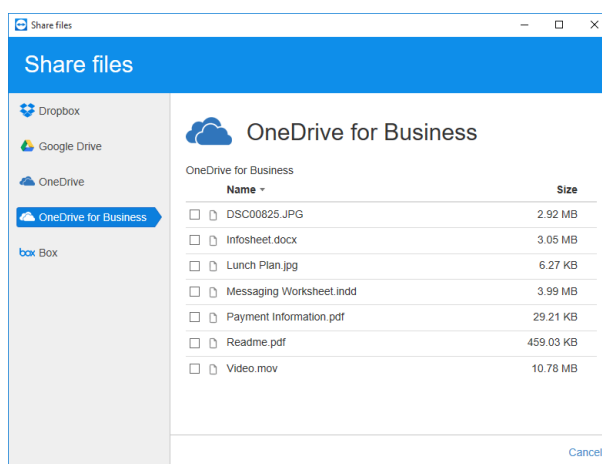 Share files
Share files
Dropbox
Google Drive
OneDrive
OneDrive for Business
box Box
OneDrive for Business
OneDrive for Business
Name Size
DSC00825.JPG 2.92 MB
Infosheet.docx 3.05 MB
Lunch Plan.jpg 6.27 KB
Messaging Worksheet.indd 3.99 MB
Payment Information.pdf 29.21 KB
Readme.pdf 459.03 KB
Video.mov 10.78 MB
Cancel